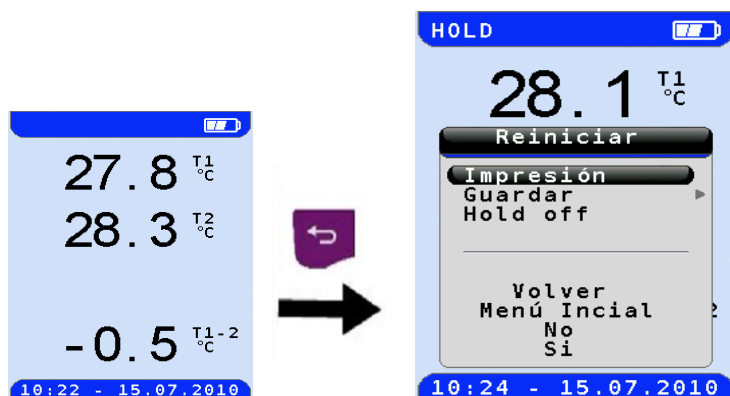 27.8 T1 °C
28.3 T2 °C
-0.5 T1-2 °C
10:22 - 15.07.2010
HOLD
28.1 T1 °C
Reiniciar
Impresión
Guardar
Hold off
Volver
Menú Incial
No
Si
10:24 - 15.07.2010